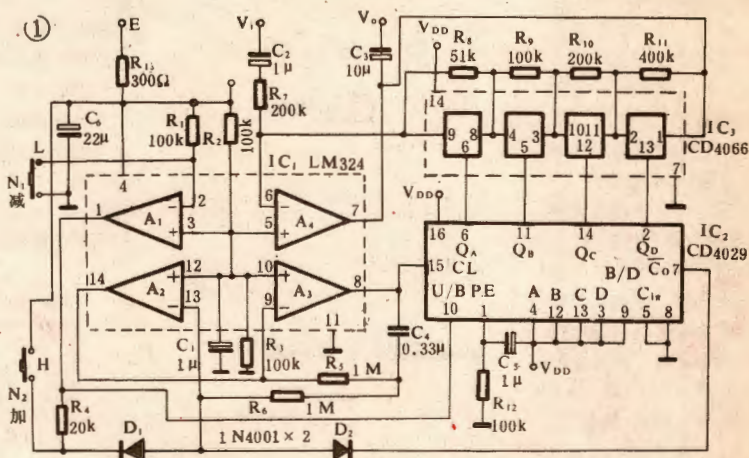 ①
E
V₁
Vₒ
R₁₃
300Ω
C₂
1μ
C₃
10μ
V_DD
R₈
51k
R₉
100k
R₁₀
200k
R₁₁
400k
R₇
200k
C₆
22μ
R₁
100k
R₂
100k
IC₁ LM324
14
9 8
6
4 3
5
10 11
12
2 1
13
7
IC₃
CD4066
L
N₁
减
4
1
A₁
2
3
6
5
A₄
7
14
A₂
12
13
10
9
A₃
8
11
V_DD
16
6
Q_A
11
Q_B
14
Q_C
2
Q_D
IC₂
CD4029
15 CL
B/D
C̅o̅ 7
U/B P.E
A B C D
C_IN
10
1
4
12
13
3
9
5
8
H
N₂
加
C₁
1μ
R₃
100k
R₅
1M
C₄
0.33μ
C₅
1μ
V_DD
R₁₂
100k
R₆
1M
R₄
20k
D₁
1N4001×2
D₂